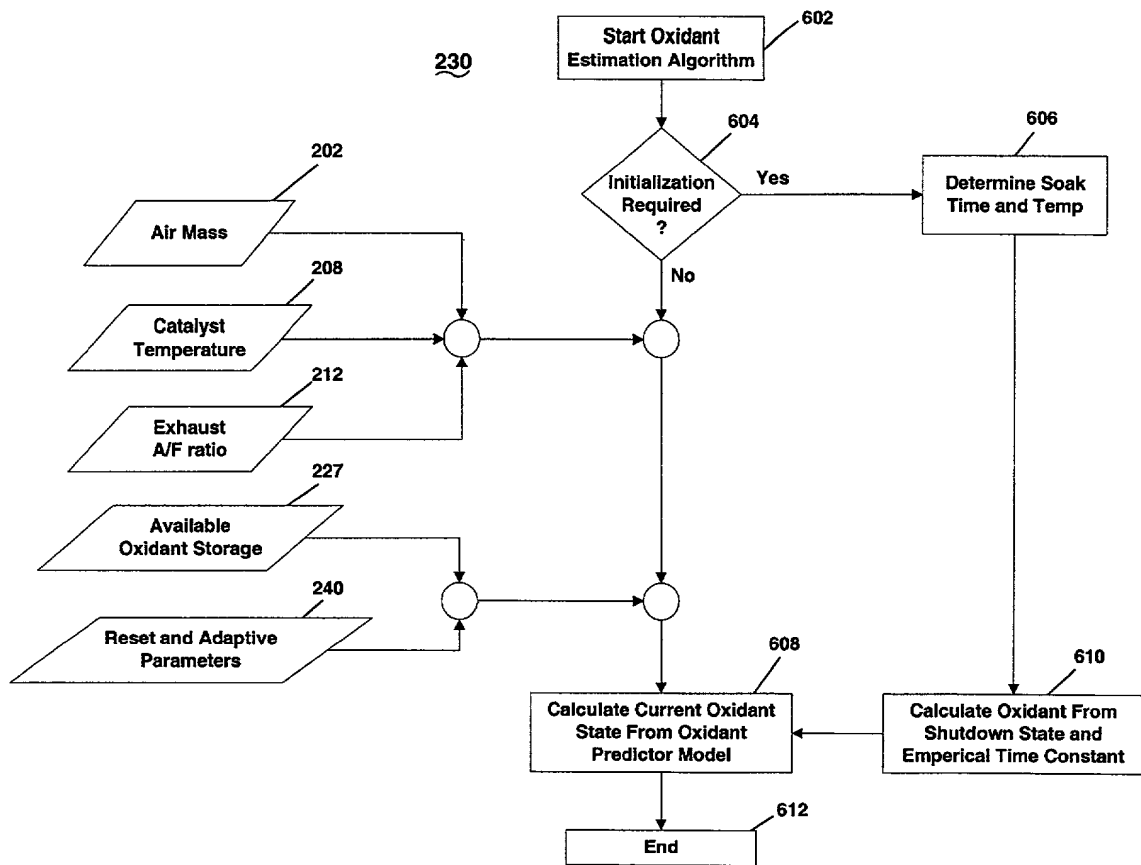 602
Start Oxidant
Estimation Algorithm
230
604
606
202
Initialization
Required
?
Yes
Determine Soak
Time and Temp
Air Mass
No
208
Catalyst
Temperature
212
Exhaust
A/F ratio
227
Available
Oxidant Storage
240
Reset and Adaptive
Parameters
608
610
Calculate Current Oxidant
State From Oxidant
Predictor Model
Calculate Oxidant From
Shutdown State and
Emperical Time Constant
612
End